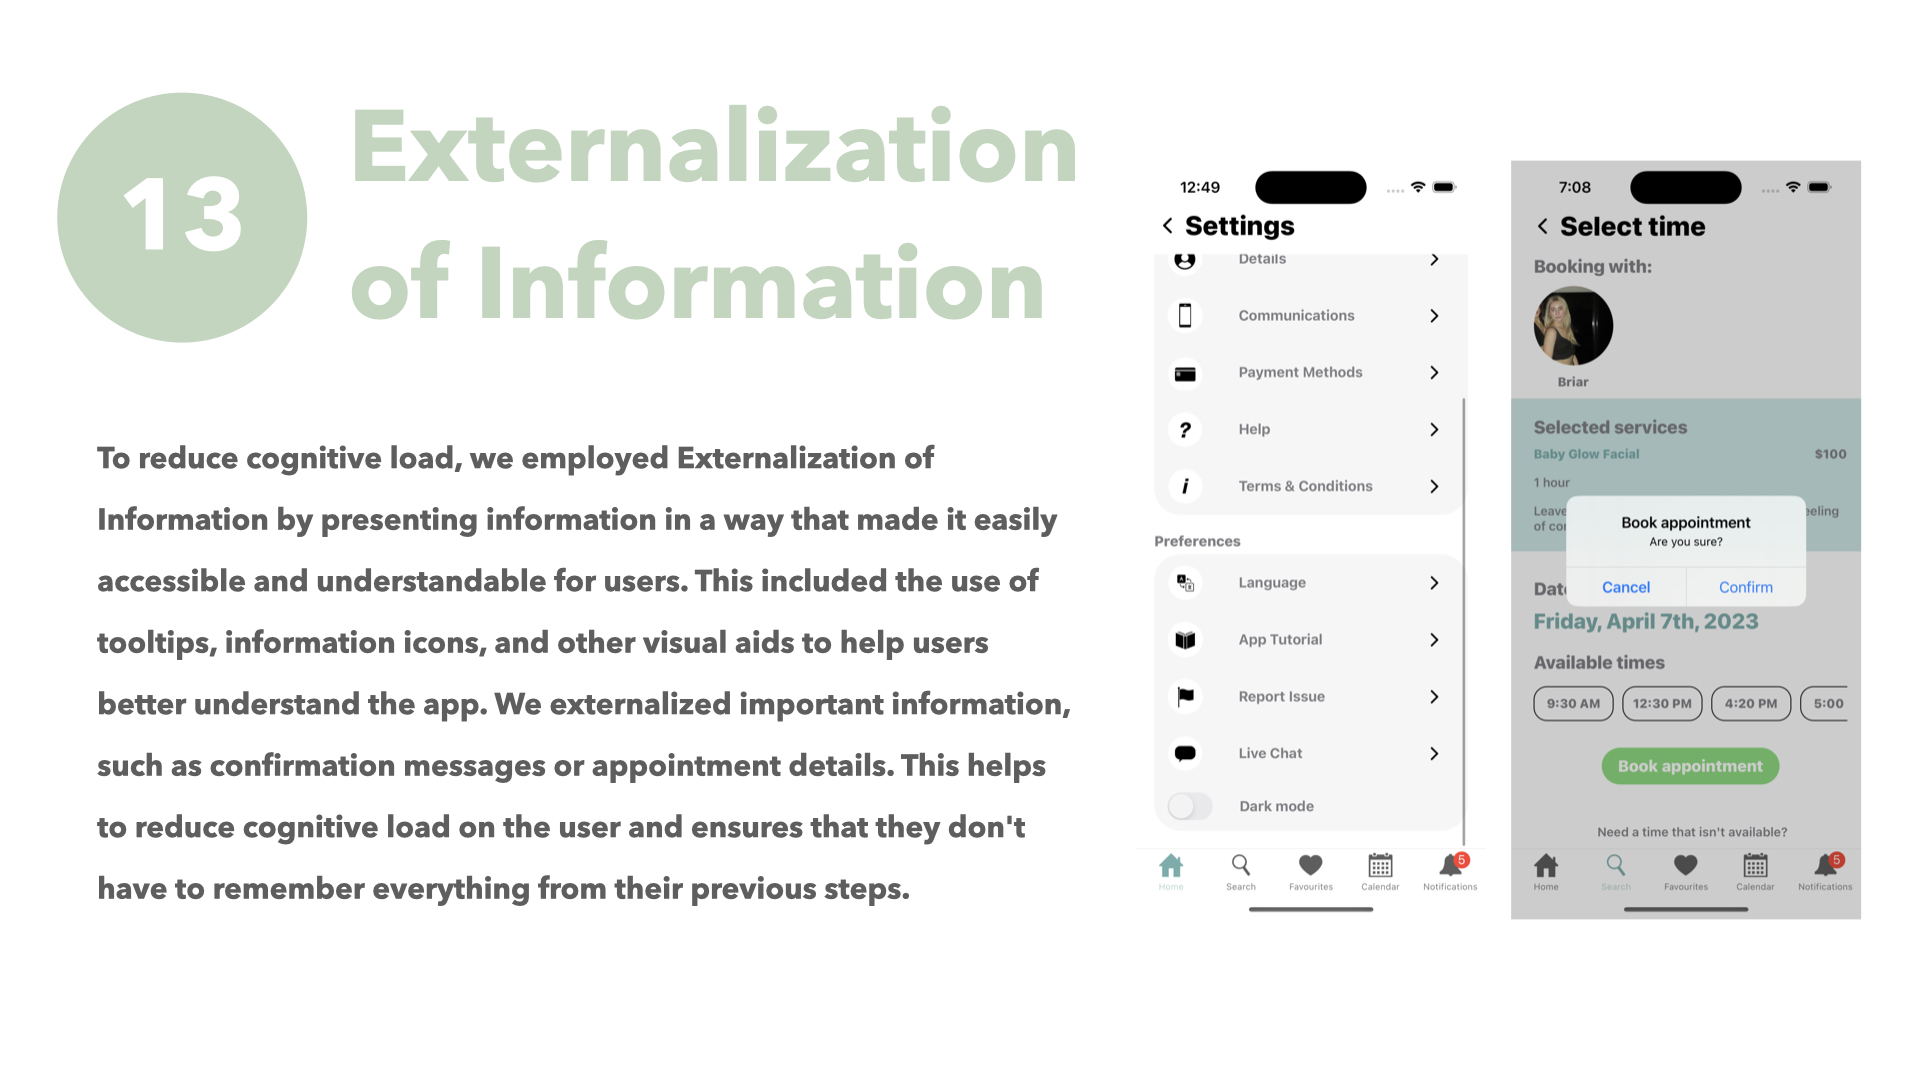 13
Externalization
of Information
To reduce cognitive load, we employed Externalization of
Information by presenting information in a way that made it easily
accessible and understandable for users. This included the use of
tooltips, information icons, and other visual aids to help users
better understand the app. We externalized important information,
such as confirmation messages or appointment details. This helps
to reduce cognitive load on the user and ensures that they don't
have to remember everything from their previous steps.
12:49
Settings
Details
Communications
Payment Methods
Help
Terms & Conditions
Preferences
Language
App Tutorial
Report Issue
Live Chat
Dark mode
5
Home Search Favourites Calendar Notifications
7:08
Select time
Booking with:
Briar
Selected services
Baby Glow Facial $100
1 hour
Leave
of
Book appointment
Are you sure?
Cancel Confirm
Friday, April 7th, 2023
Available times
9:30 AM 12:30 PM 4:20 PM 5:00
Book appointment
Need a time that isn't available?
5
Home Search Favourites Calendar Notifications